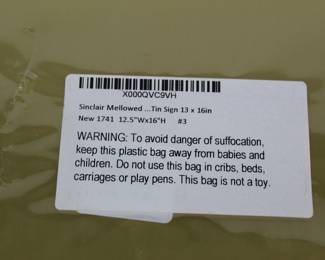 X000QVC9VH
Sinclair Mellowed ...Tin Sign 13 x 16in
New 1741 12.5"Wx16"H #3
WARNING: To avoid danger of suffocation,
keep this plastic bag away from babies and
children. Do not use this bag in cribs, beds,
carriages or play pens. This bag is not a toy.